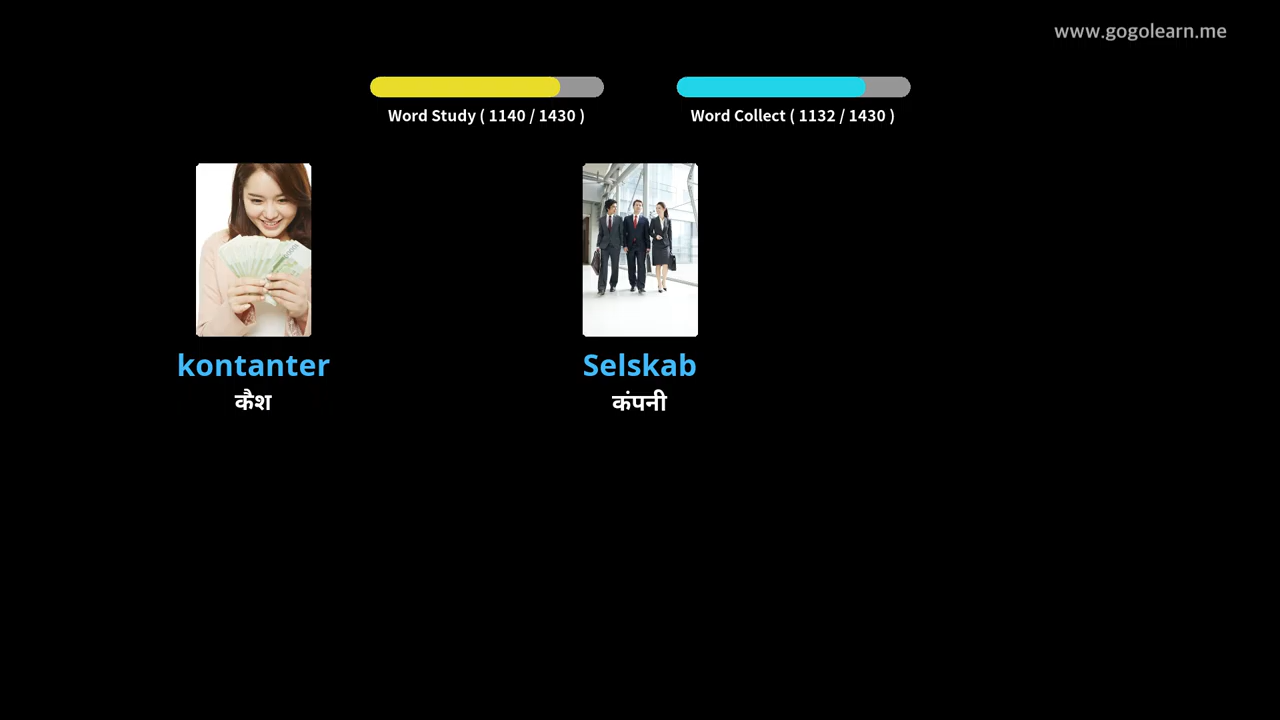 www.gogolearn.me
Word Study ( 1140 / 1430 )
Word Collect ( 1132 / 1430 )
kontanter
कैश
Selskab
कंपनी